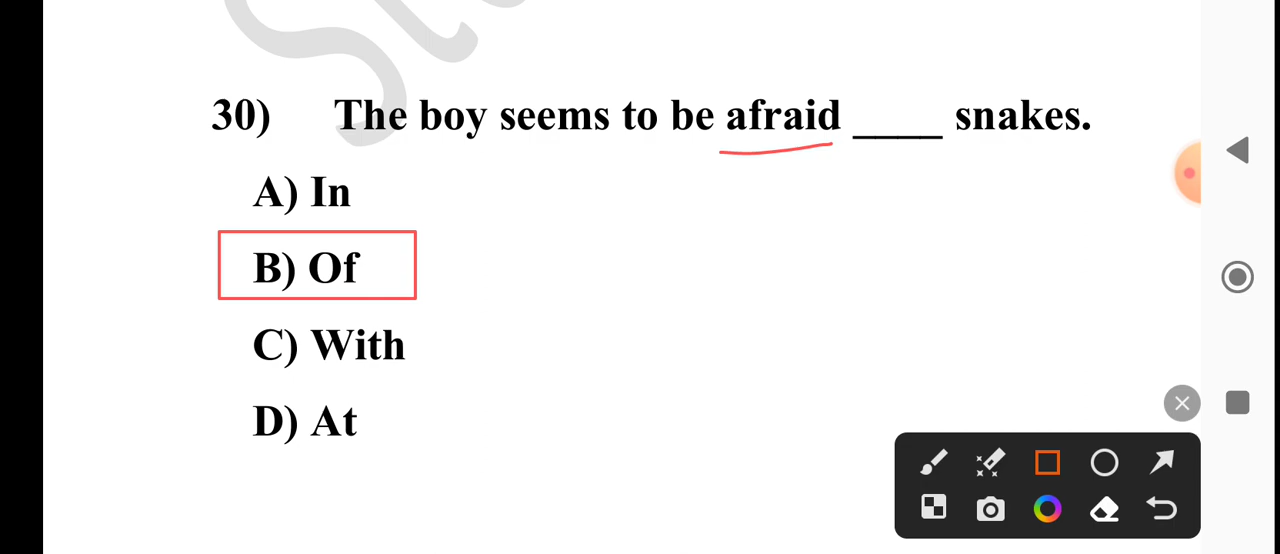 30) The boy seems to be afraid ____ snakes.
A) In
B) Of
C) With
D) At